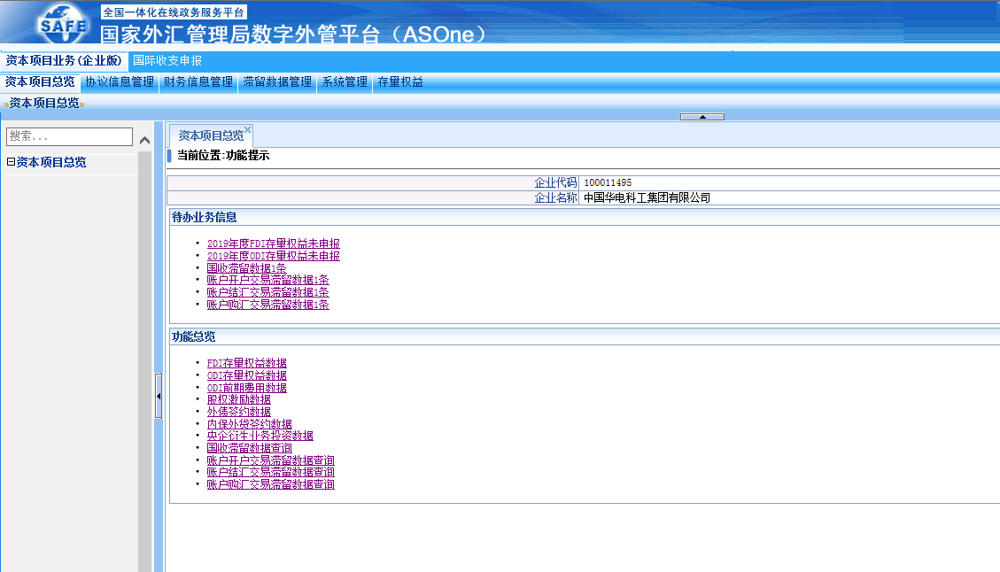 SAFE
全国一体化在线政务服务平台
国家外汇管理局数字外管平台（ASOne）
资本项目业务(企业版) 国际收支申报
资本项目总览 协议信息管理 财务信息管理 滞留数据管理 系统管理 存量权益
»资本项目总览»
搜索...
资本项目总览
资本项目总览
当前位置:功能提示
企业代码 100011495
企业名称 中国华电科工集团有限公司
待办业务信息
• 2019年度FDI存量权益未申报
• 2019年度ODI存量权益未申报
• 国收滞留数据1条
• 账户开户交易滞留数据1条
• 账户结汇交易滞留数据1条
• 账户购汇交易滞留数据1条
功能总览
• FDI存量权益数据
• ODI存量权益数据
• ODI前期费用数据
• 股权激励数据
• 外债签约数据
• 内保外贷签约数据
• 央企衍生业务投资数据
• 国收滞留数据查询
• 账户开户交易滞留数据查询
• 账户结汇交易滞留数据查询
• 账户购汇交易滞留数据查询